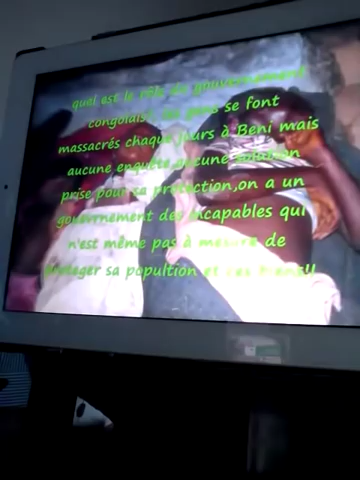 quel est le rôle du gouvernement
congolais?, des gens se font
massacrés chaque jours à Beni mais
aucune enquête,aucune solution
prise pour sa protection,on a un
gouvernement des incapables qui
n'est même pas à mesure de
proteger sa popultion et ses biens!!